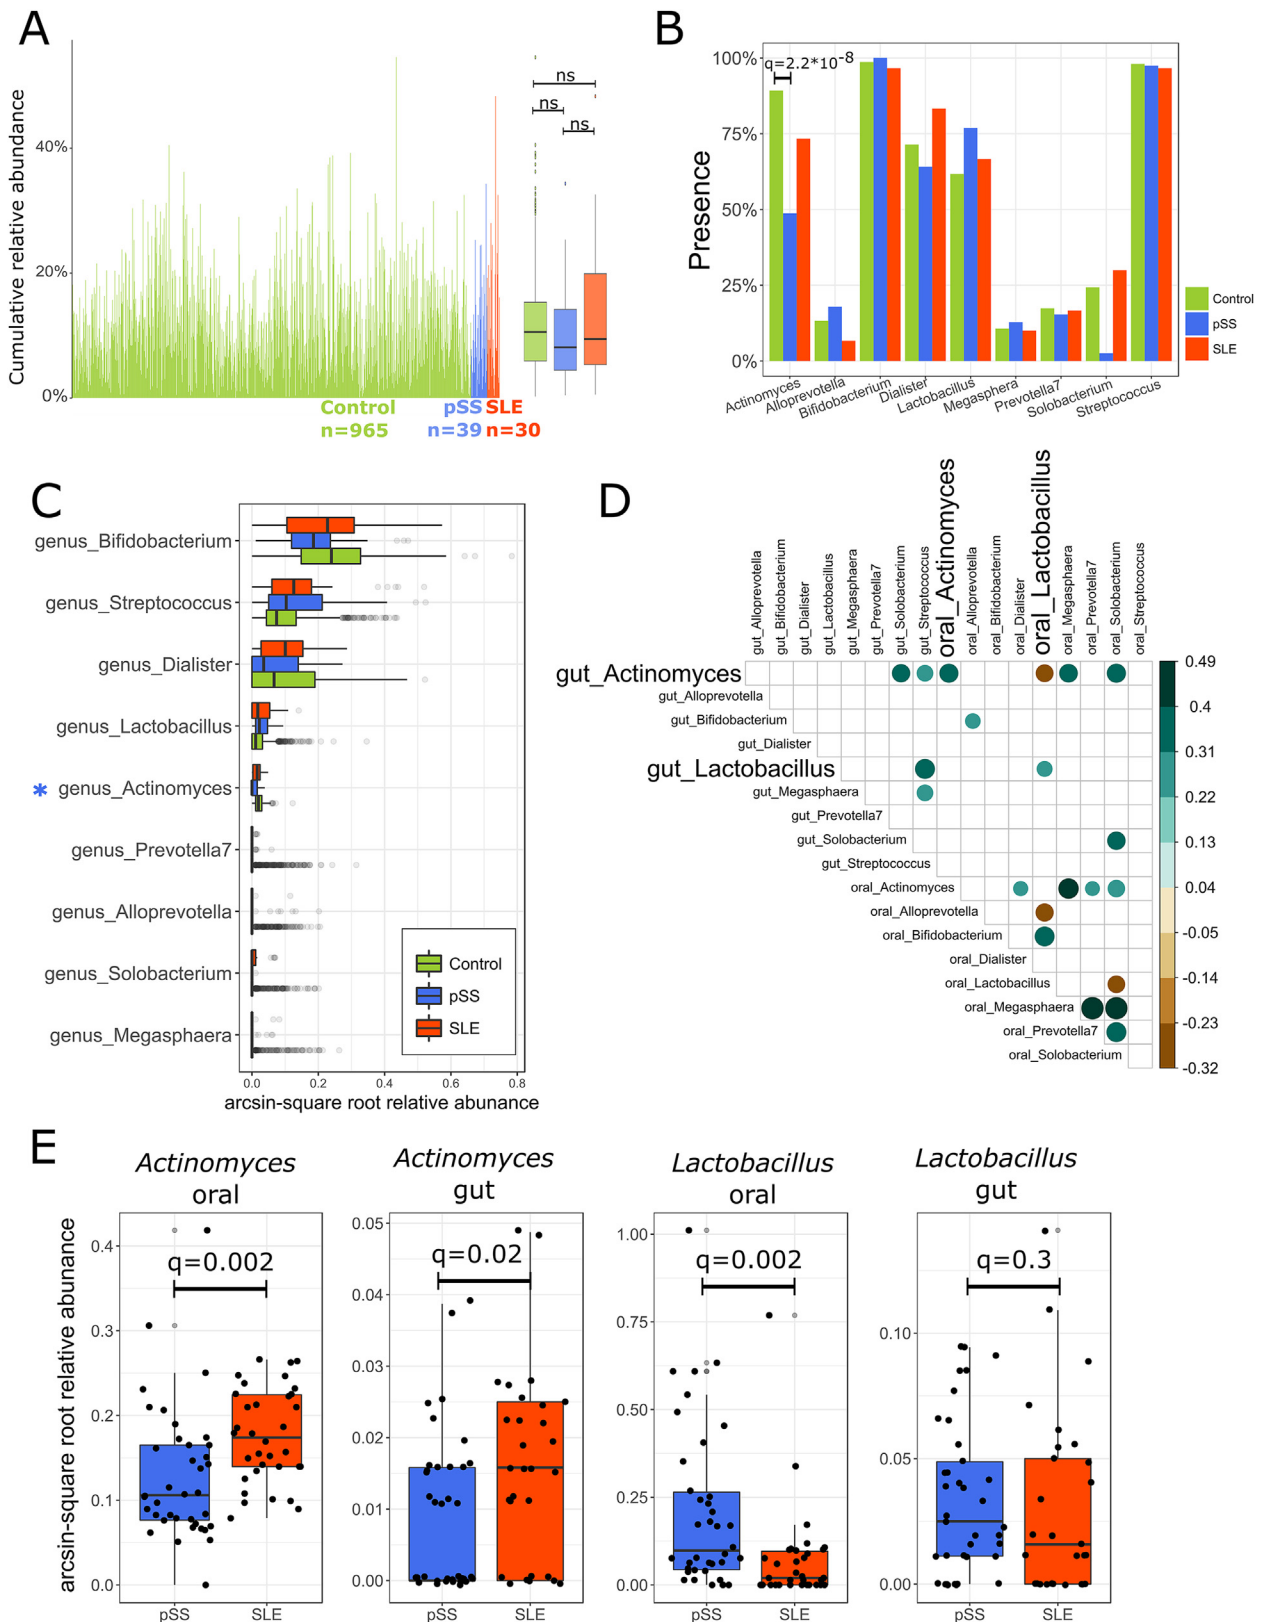 A
Cumulative relative abundance
40%
20%
0%
ns
ns
ns
Control
n=965
pSS
n=39
SLE
n=30
B
Presence
100%
75%
50%
25%
0%
q=2.2*10-8
Actinomyces
Alloprevotella
Bifidobacterium
Dialister
Lactobacillus
Megasphera
Prevotella7
Solobacterium
Streptococcus
Control
pSS
SLE
C
genus_Bifidobacterium
genus_Streptococcus
genus_Dialister
genus_Lactobacillus
* genus_Actinomyces
genus_Prevotella7
genus_Alloprevotella
genus_Solobacterium
genus_Megasphaera
Control
pSS
SLE
0.0 0.2 0.4 0.6 0.8
arcsin-square root relative abunance
D
gut_Alloprevotella
gut_Bifidobacterium
gut_Dialister
gut_Lactobacillus
gut_Megasphaera
gut_Prevotella7
gut_Solobacterium
gut_Streptococcus
oral_Actinomyces
oral_Alloprevotella
oral_Bifidobacterium
oral_Dialister
oral_Lactobacillus
oral_Megasphaera
oral_Prevotella7
oral_Solobacterium
oral_Streptococcus
gut_Actinomyces
gut_Alloprevotella
gut_Bifidobacterium
gut_Dialister
gut_Lactobacillus
gut_Megasphaera
gut_Prevotella7
gut_Solobacterium
gut_Streptococcus
oral_Actinomyces
oral_Alloprevotella
oral_Bifidobacterium
oral_Dialister
oral_Lactobacillus
oral_Megasphaera
oral_Prevotella7
oral_Solobacterium
0.49
0.4
0.31
0.22
0.13
0.04
-0.05
-0.14
-0.23
-0.32
E
arcsin-square root relative abunance
Actinomyces
oral
0.4
0.3
0.2
0.1
0.0
q=0.002
pSS SLE
Actinomyces
gut
0.05
0.04
0.03
0.02
0.01
0.00
q=0.02
pSS SLE
Lactobacillus
oral
1.00
0.75
0.50
0.25
0.00
q=0.002
pSS SLE
Lactobacillus
gut
0.10
0.05
0.00
q=0.3
pSS SLE